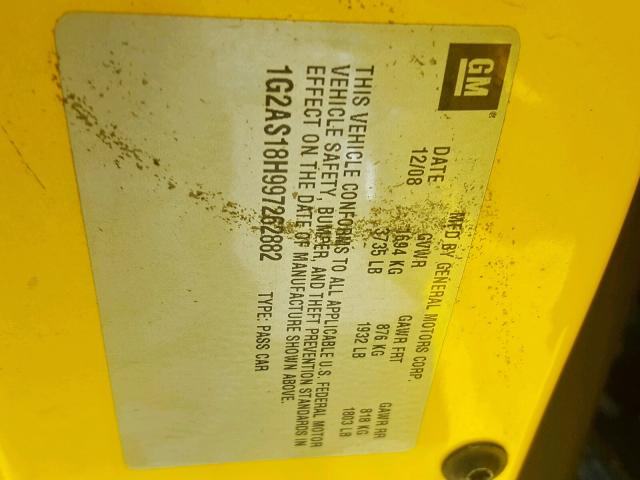 GM
MFD BY GENERAL MOTORS CORP.
DATE GVWR GAWR FRT GAWR RR
12/08 1694 KG 876 KG 818 KG
3735 LB 1932 LB 1803 LB
THIS VEHICLE CONFORMS TO ALL APPLICABLE U.S. FEDERAL MOTOR
VEHICLE SAFETY, BUMPER, AND THEFT PREVENTION STANDARDS IN
EFFECT ON THE DATE OF MANUFACTURE SHOWN ABOVE.
1G2AS18H997262882 TYPE: PASS CAR